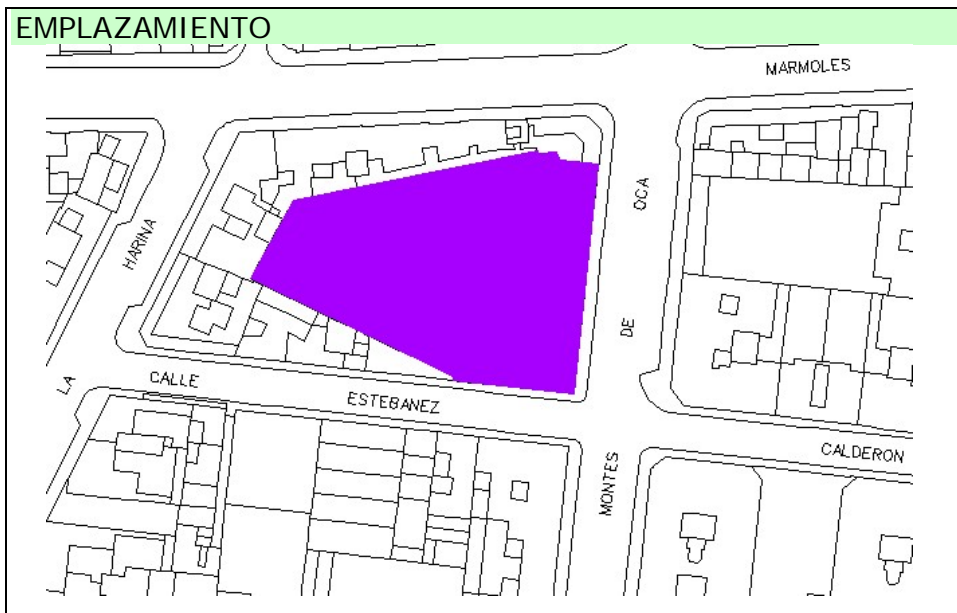 EMPLAZAMIENTO
MARMOLES
OCA
HARINA
DE
LA
CALLE
ESTEBANEZ
CALDERON
MONTES